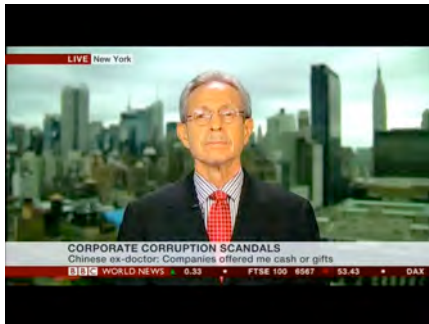 LIVE New York
CORPORATE CORRUPTION SCANDALS
Chinese ex-doctor: Companies offered me cash or gifts
BBC WORLD NEWS ▲ 0.33 • FTSE 100 6567 53.43 • DAX